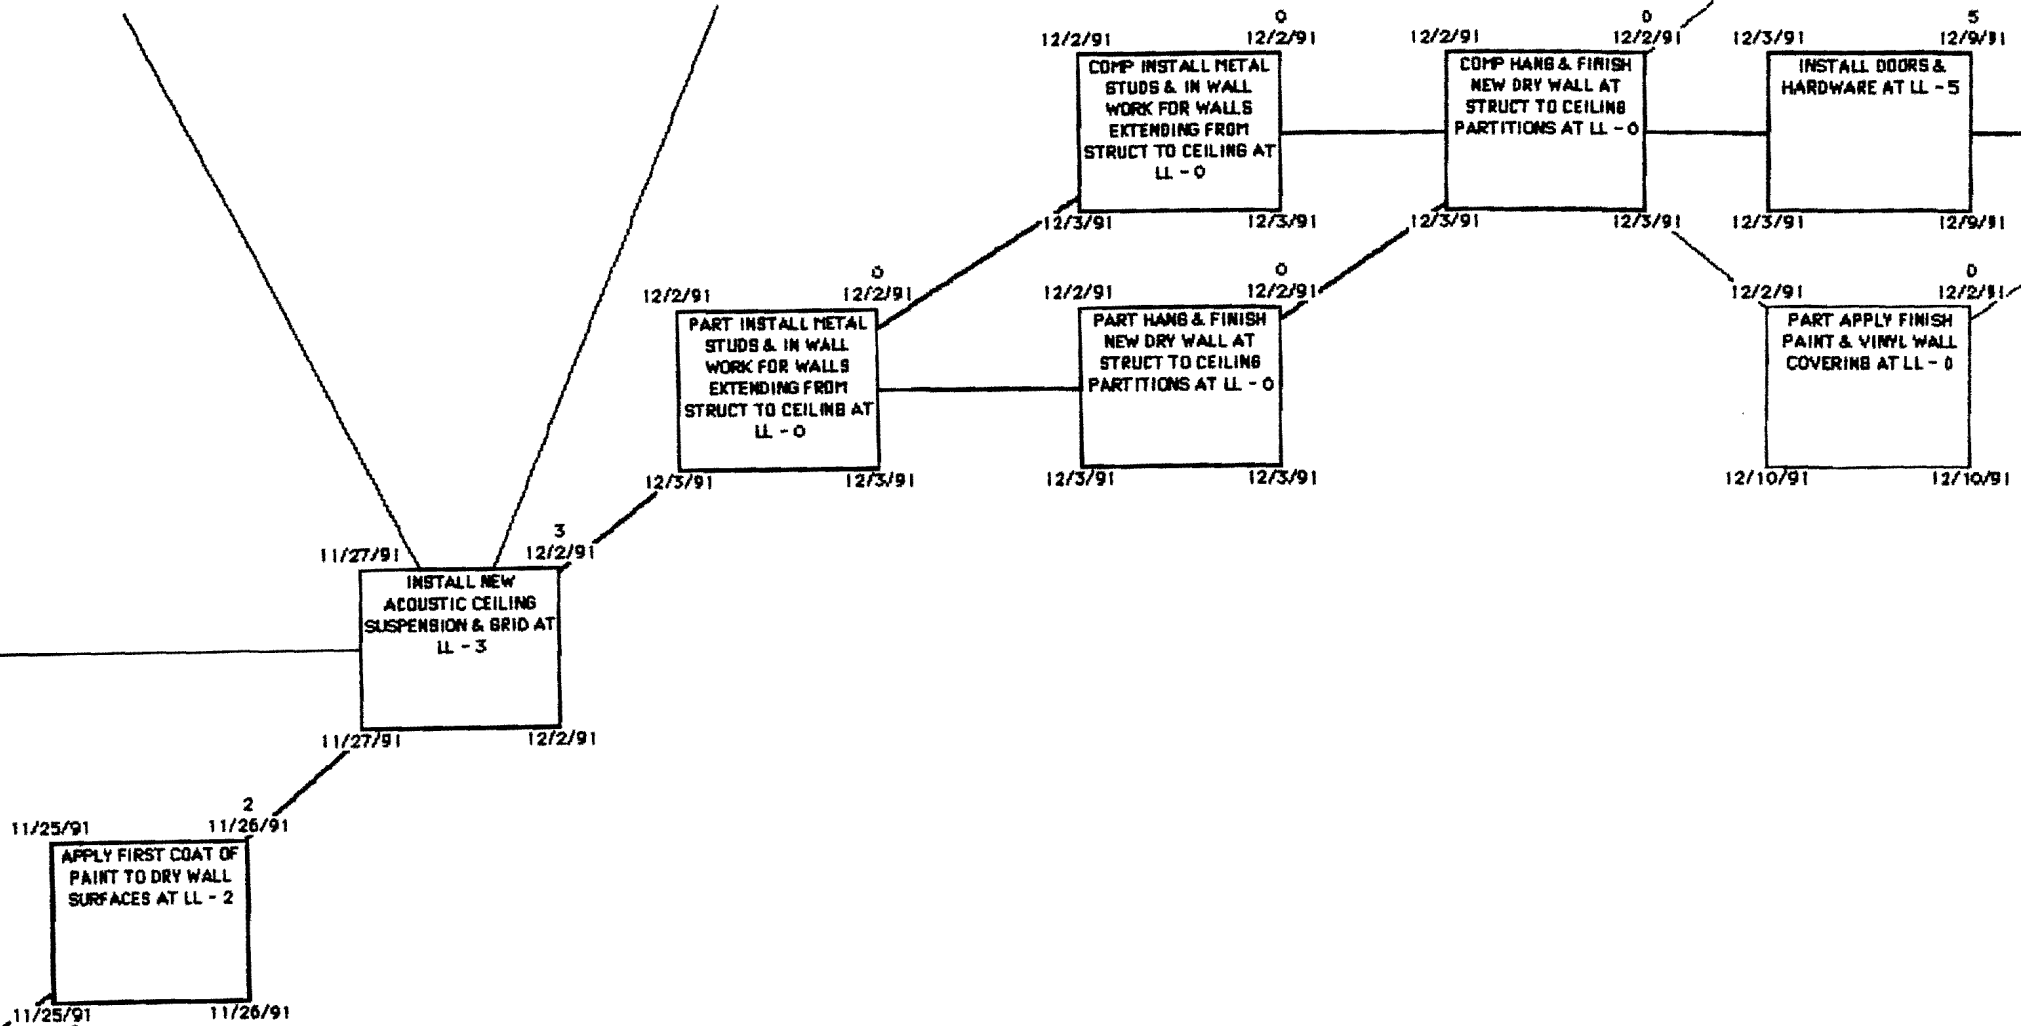 0
12/2/91 12/2/91
COMP INSTALL METAL
STUDS & IN WALL
WORK FOR WALLS
EXTENDING FROM
STRUCT TO CEILING AT
LL - 0
12/3/91 12/3/91
0
12/2/91 12/2/91
COMP HANG & FINISH
NEW DRY WALL AT
STRUCT TO CEILING
PARTITIONS AT LL - 0
12/3/91 12/3/91
5
12/3/91 12/9/91
INSTALL DOORS &
HARDWARE AT LL - 5
12/3/91 12/9/91
0
12/2/91 12/2/91
PART INSTALL METAL
STUDS & IN WALL
WORK FOR WALLS
EXTENDING FROM
STRUCT TO CEILING AT
LL - 0
12/3/91 12/3/91
0
12/2/91 12/2/91
PART HANG & FINISH
NEW DRY WALL AT
STRUCT TO CEILING
PARTITIONS AT LL - 0
12/3/91 12/3/91
0
12/2/91 12/2/91
PART APPLY FINISH
PAINT & VINYL WALL
COVERING AT LL - 0
12/10/91 12/10/91
3
11/27/91 12/2/91
INSTALL NEW
ACOUSTIC CEILING
SUSPENSION & GRID AT
LL - 3
11/27/91 12/2/91
2
11/25/91 11/26/91
APPLY FIRST COAT OF
PAINT TO DRY WALL
SURFACES AT LL - 2
11/25/91 11/26/91